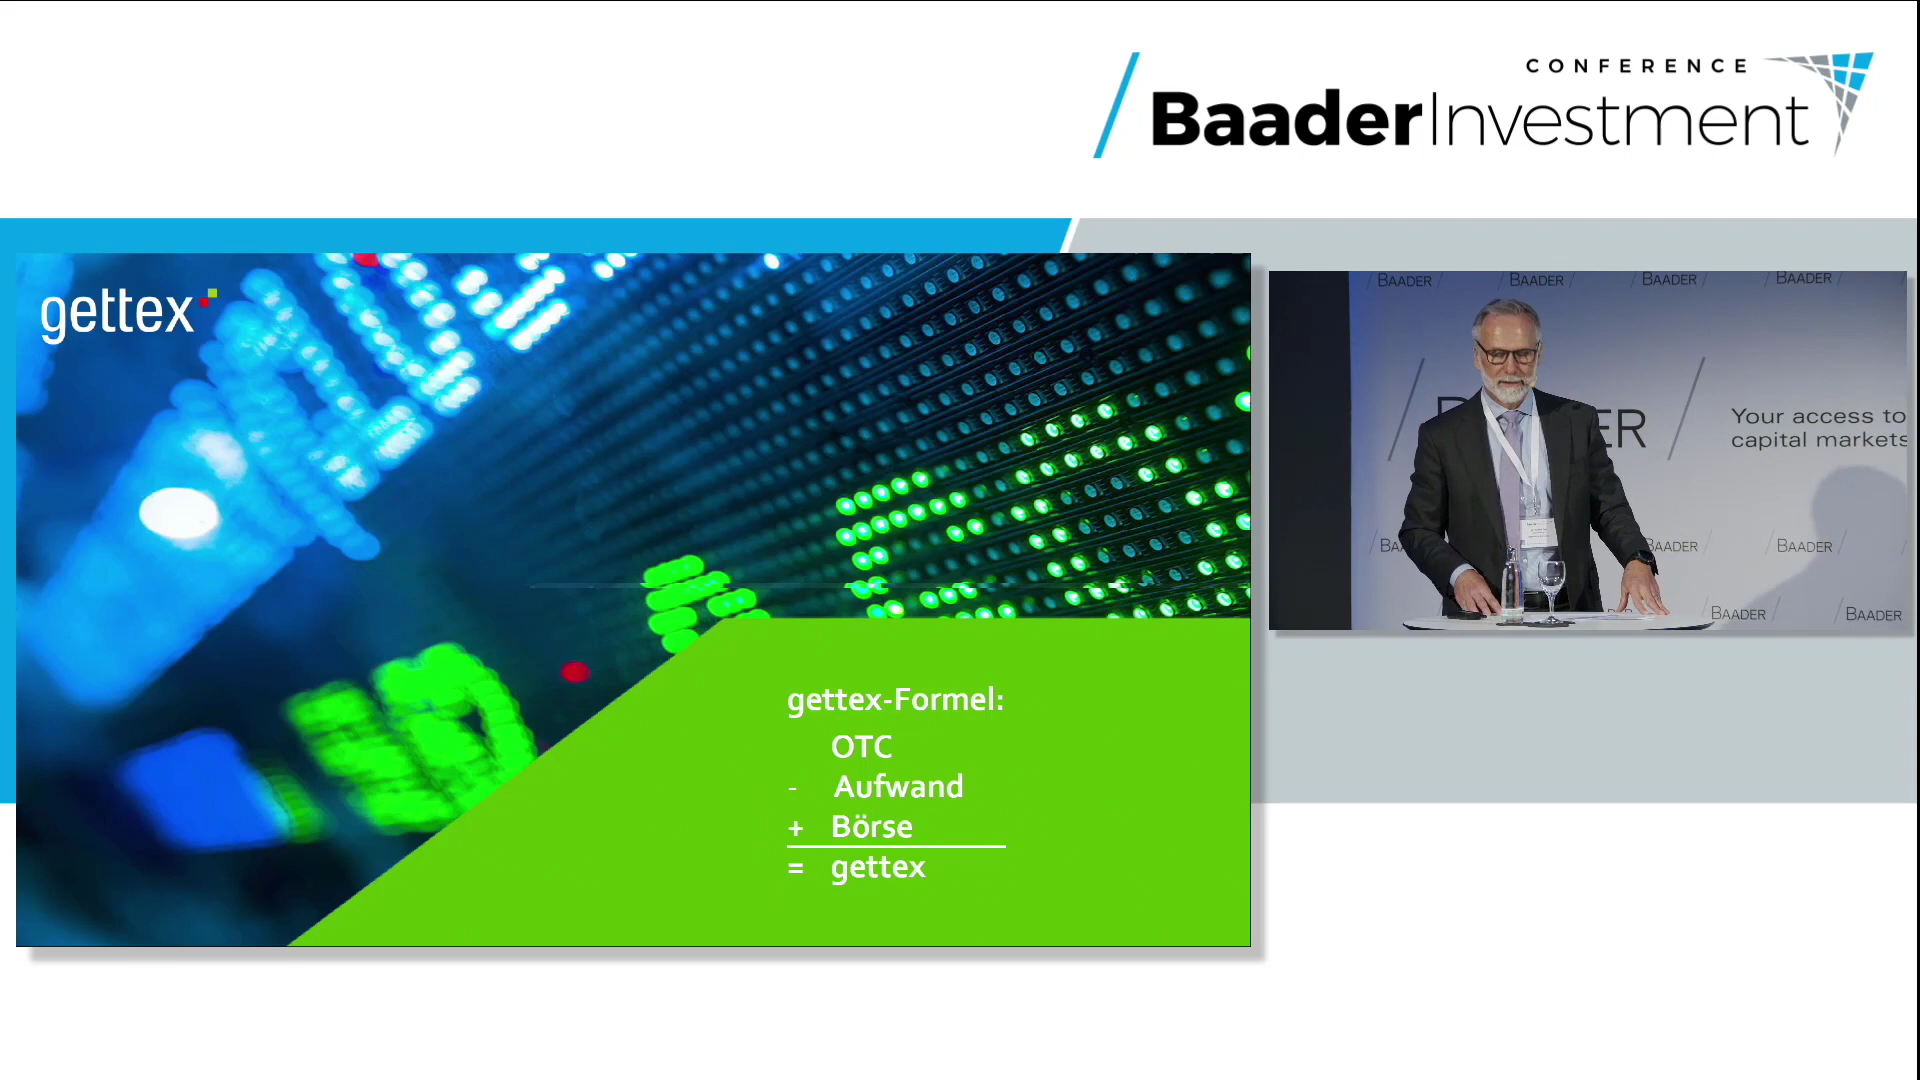 CONFERENCE
BaaderInvestment
gettex
gettex-Formel:
OTC
- Aufwand
+ Börse
= gettex
BAADER BAADER BAADER BAADER
Your access to
capital markets
BAADER BAADER
BAADER BAADER